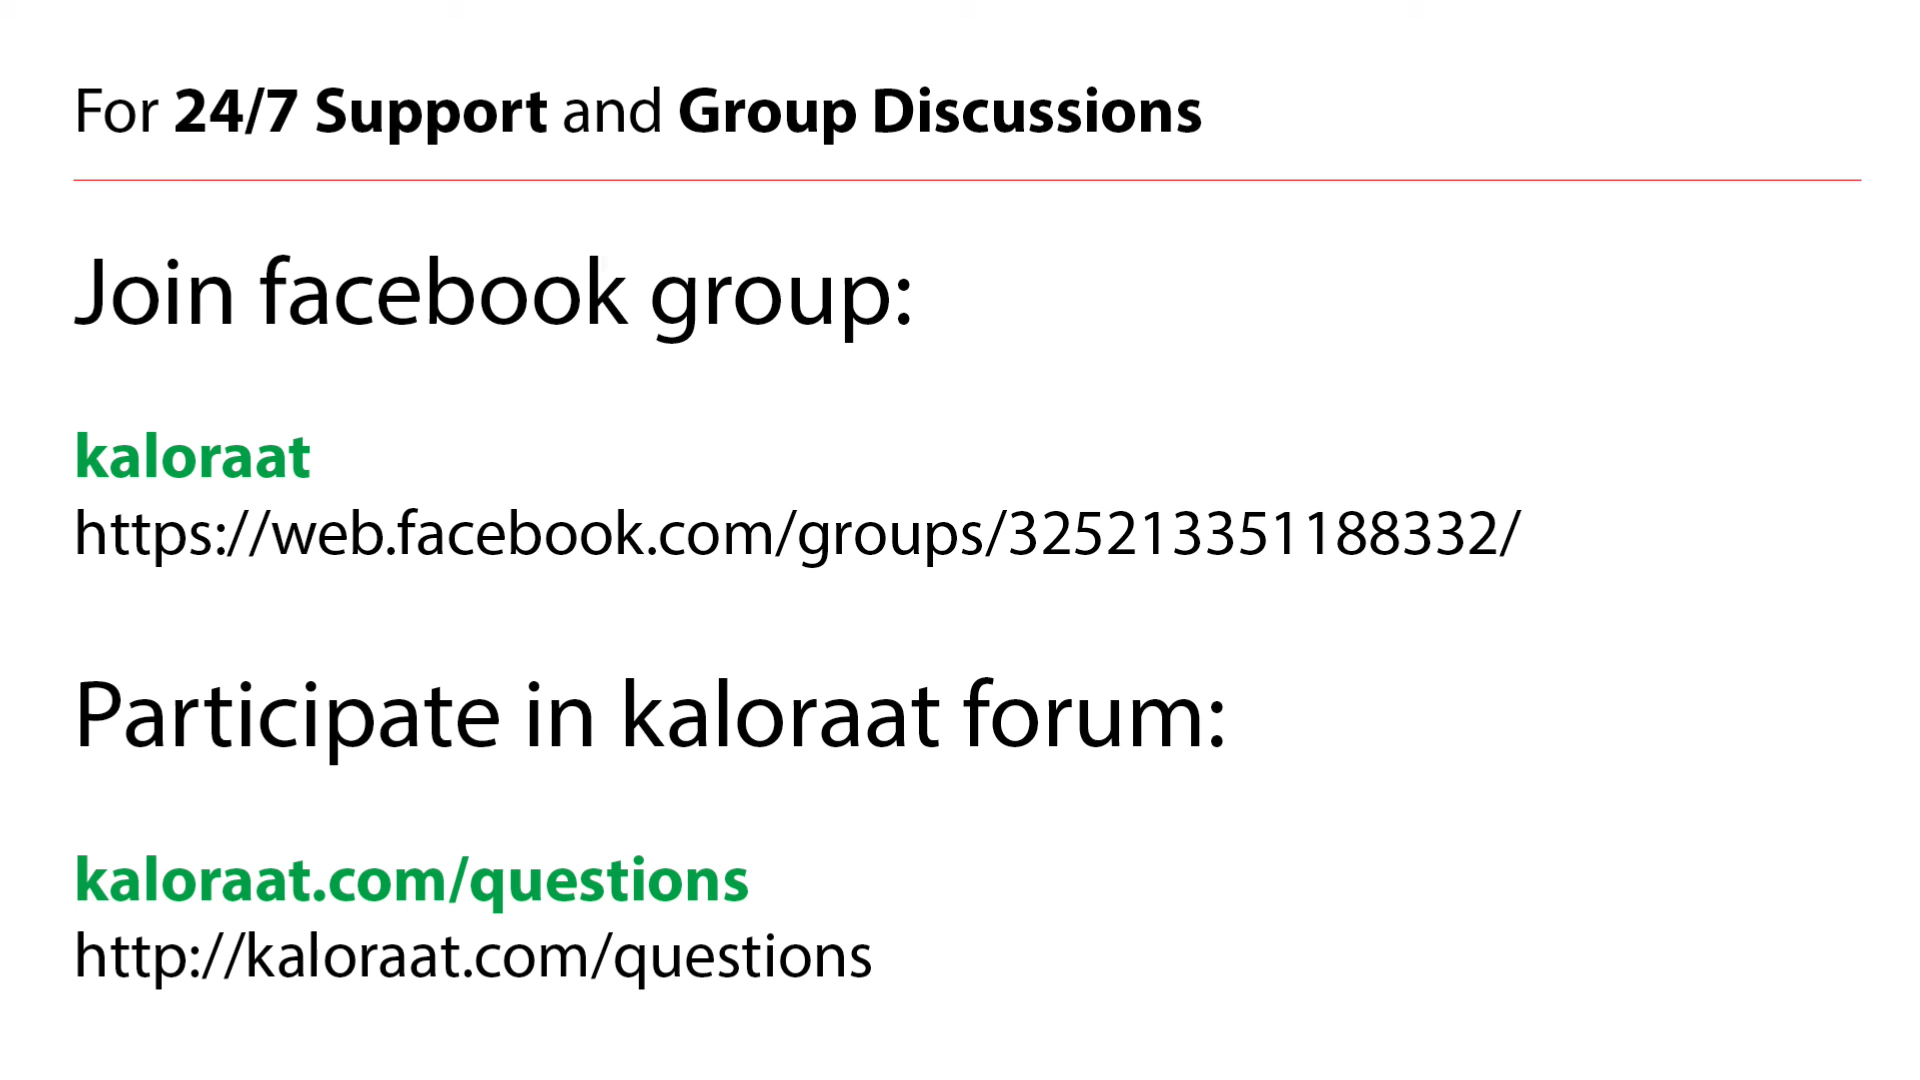 For 24/7 Support and Group Discussions
Join facebook group:
kaloraat
https://web.facebook.com/groups/325213351188332/
Participate in kaloraat forum:
kaloraat.com/questions
http://kaloraat.com/questions